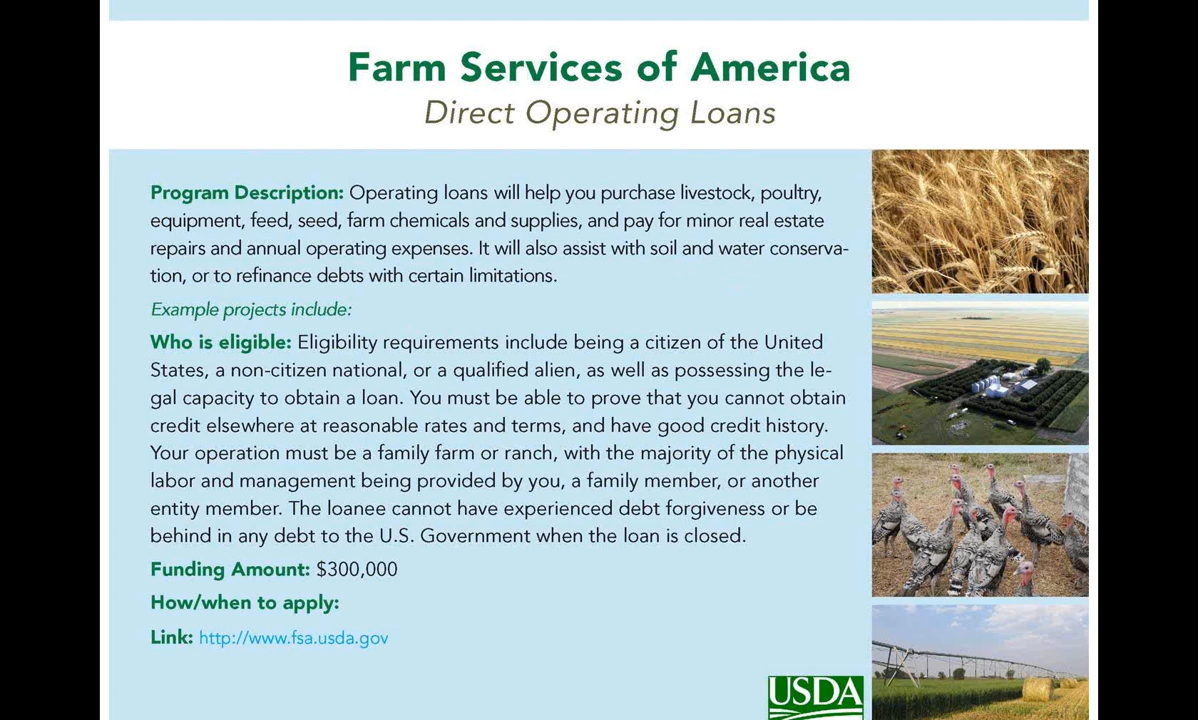 Farm Services of America
Direct Operating Loans
Program Description: Operating loans will help you purchase livestock, poultry,
equipment, feed, seed, farm chemicals and supplies, and pay for minor real estate
repairs and annual operating expenses. It will also assist with soil and water conserva-
tion, or to refinance debts with certain limitations.
Example projects include:
Who is eligible: Eligibility requirements include being a citizen of the United
States, a non-citizen national, or a qualified alien, as well as possessing the le-
gal capacity to obtain a loan. You must be able to prove that you cannot obtain
credit elsewhere at reasonable rates and terms, and have good credit history.
Your operation must be a family farm or ranch, with the majority of the physical
labor and management being provided by you, a family member, or another
entity member. The loanee cannot have experienced debt forgiveness or be
behind in any debt to the U.S. Government when the loan is closed.
Funding Amount: $300,000
How/when to apply:
Link: http://www.fsa.usda.gov
USDA